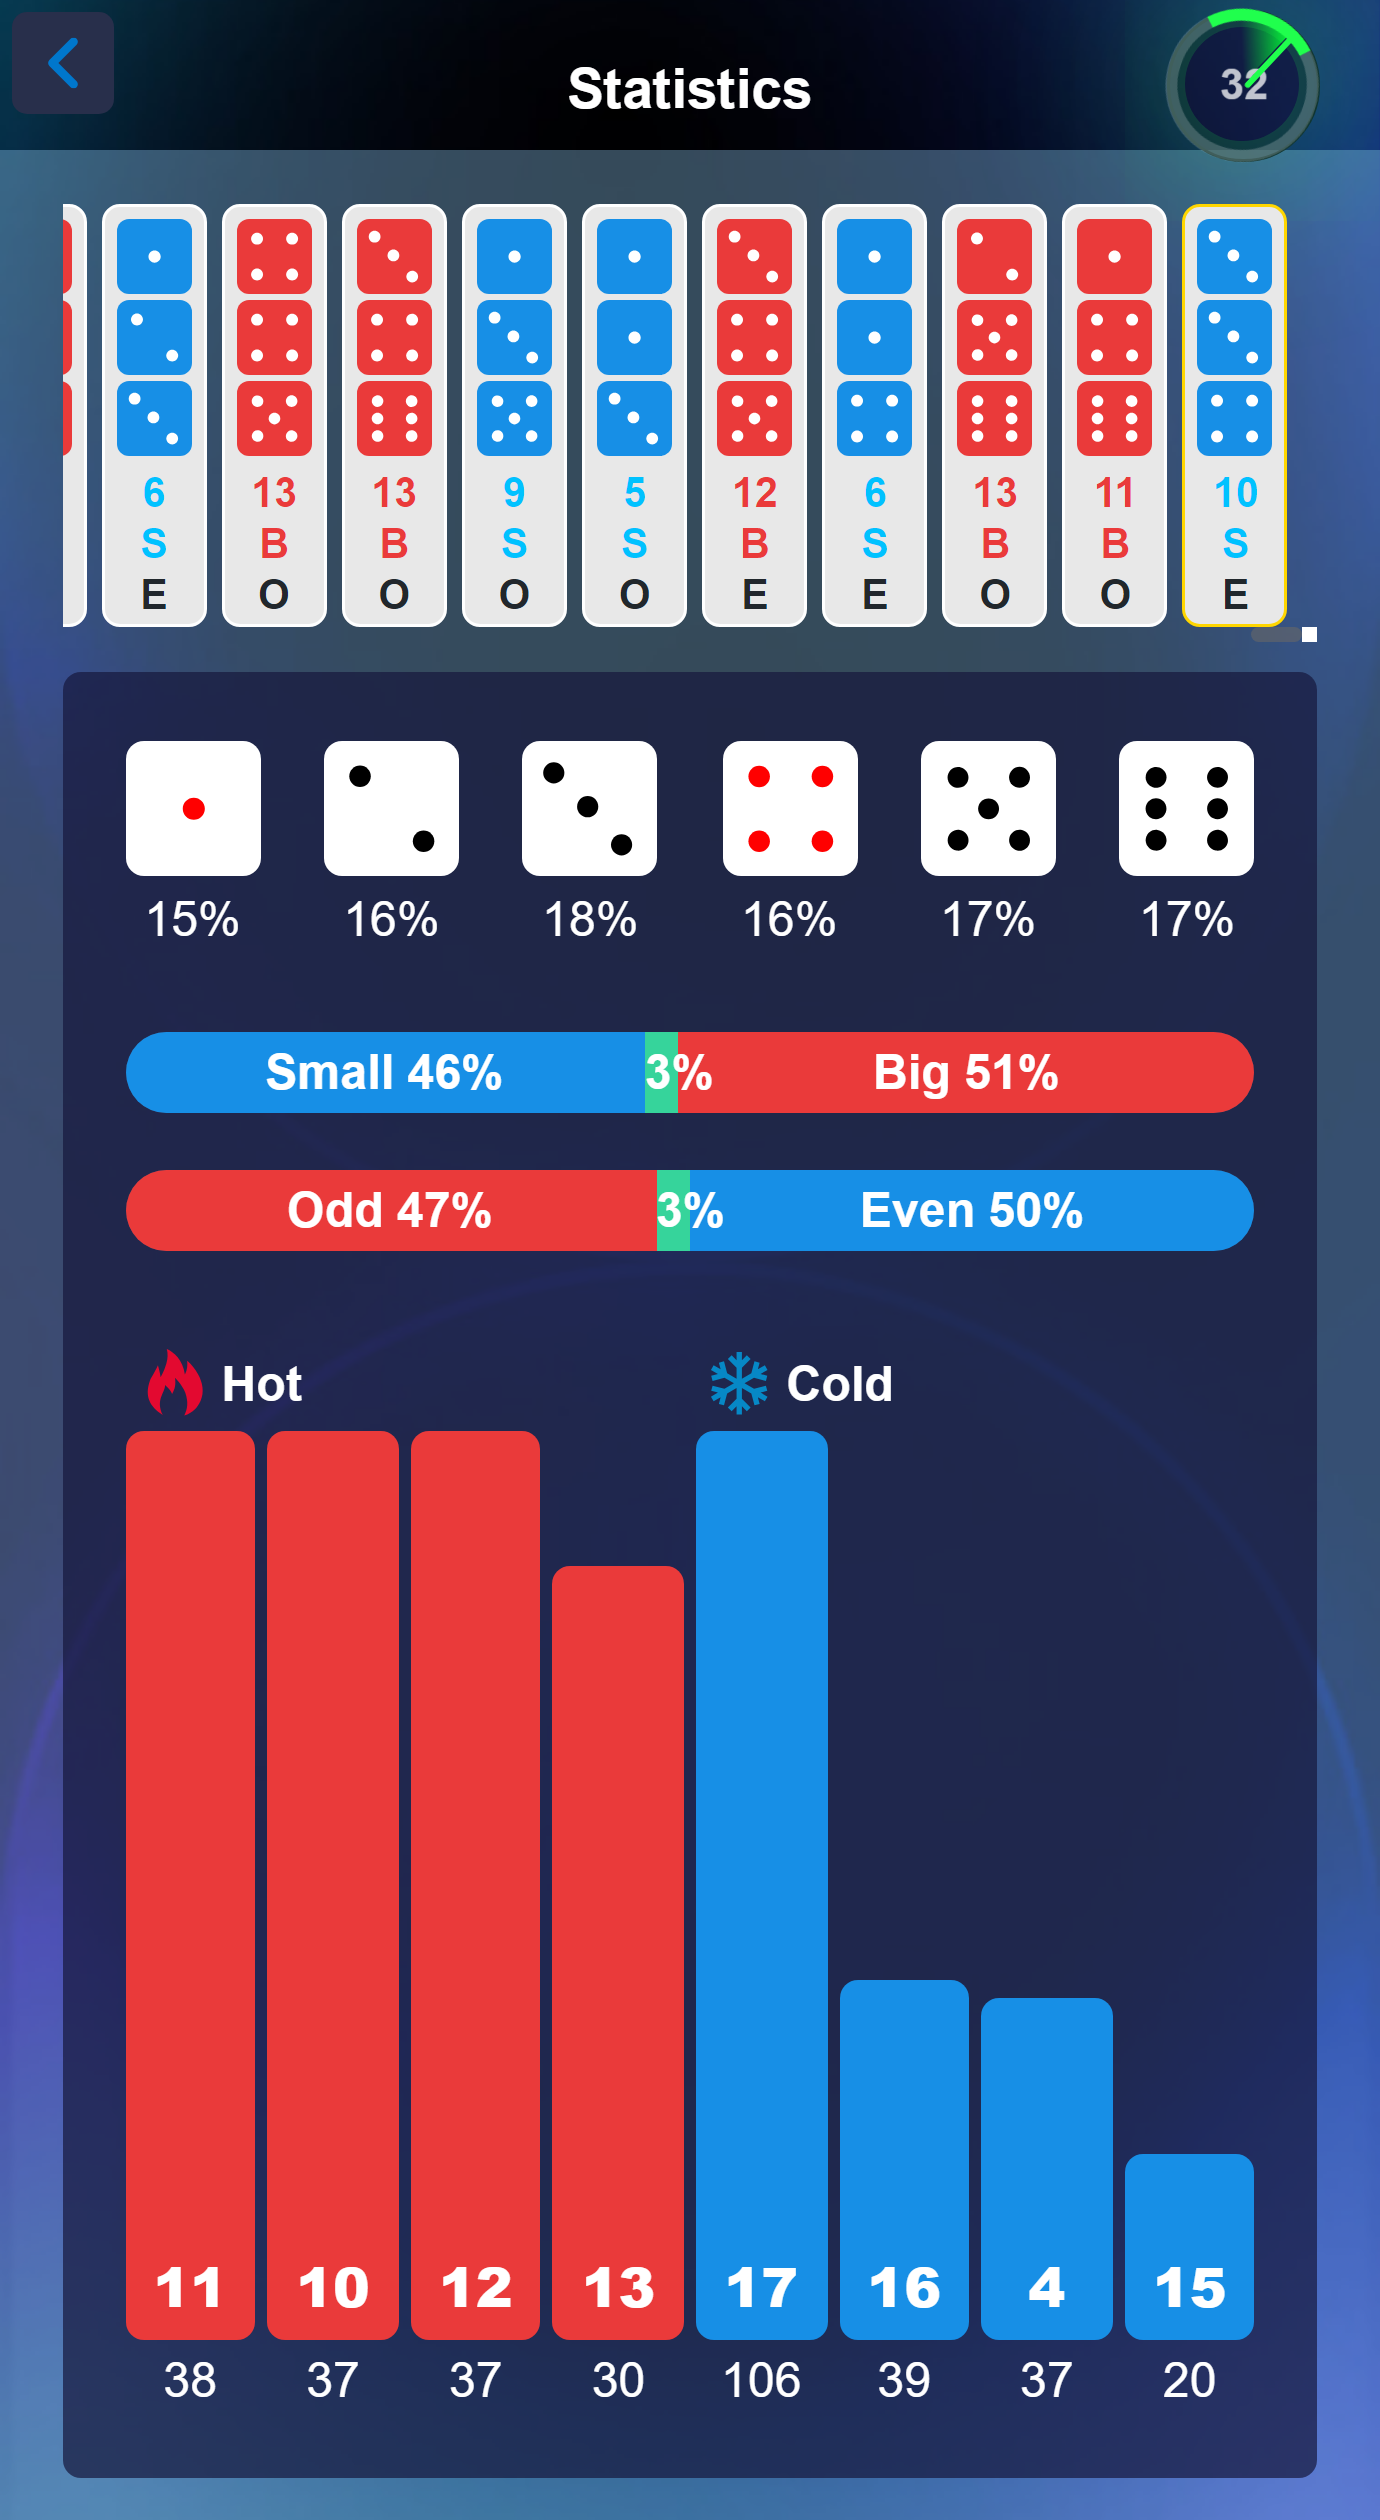 Statistics
32
6 13 13 9 5 12 6 13 11 10
S B B S S B S B B S
E O O O O E E O O E
15% 16% 18% 16% 17% 17%
Small 46% 3% Big 51%
Odd 47% 3% Even 50%
Hot Cold
11 10 12 13 17 16 4 15
38 37 37 30 106 39 37 20